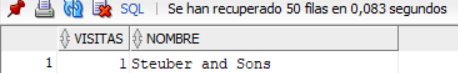 SQL | Se han recuperado 50 filas en 0,083 segundos
VISITAS NOMBRE
1 1 Steuber and Sons